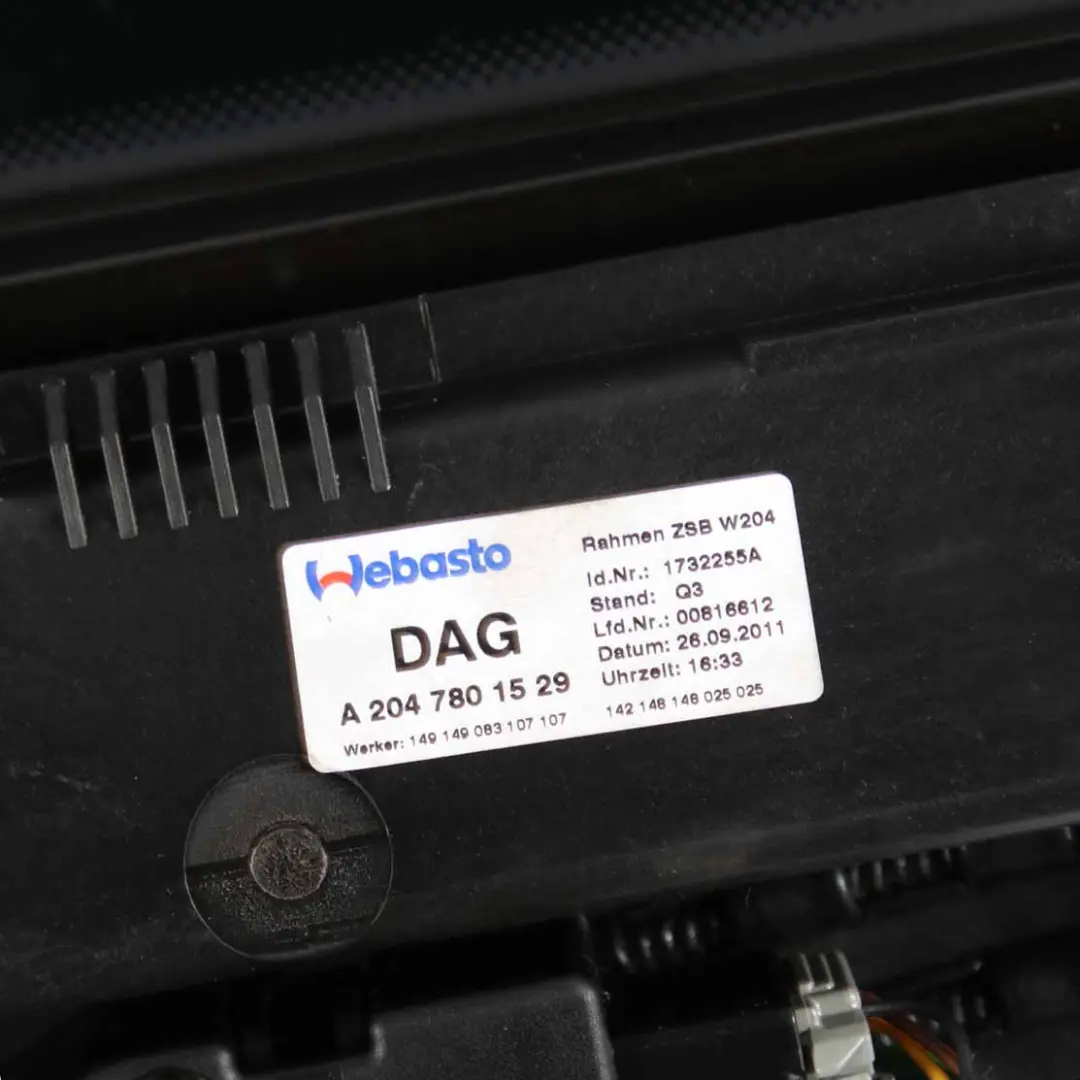 Webasto
DAG
A 204 780 15 29
Werker: 149 149 083 107 107
Rahmen ZSB W204
Id.Nr.: 1732255A
Stand: Q3
Lfd.Nr.: 00816612
Datum: 26.09.2011
Uhrzeit: 16:33
142 148 148 025 025